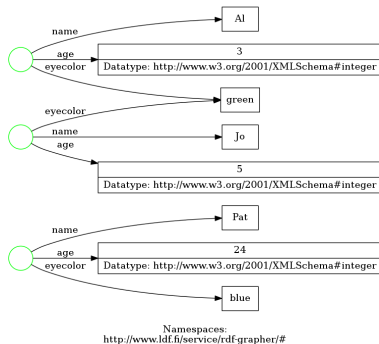 name
Al
age
3
Datatype: http://www.w3.org/2001/XMLSchema#integer
eyecolor
green
eyecolor
name
Jo
age
5
Datatype: http://www.w3.org/2001/XMLSchema#integer
name
Pat
age
24
Datatype: http://www.w3.org/2001/XMLSchema#integer
eyecolor
blue
Namespaces:
http://www.ldf.fi/service/rdf-grapher/#